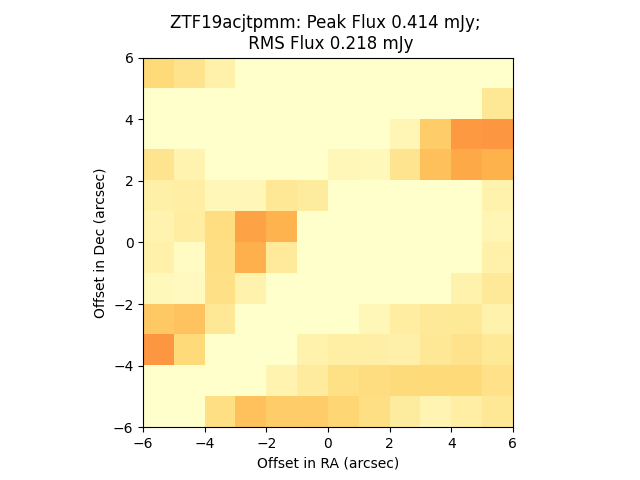 ZTF19acjtpmm: Peak Flux 0.414 mJy;
RMS Flux 0.218 mJy
6
4
2
0
−2
−4
−6
Offset in Dec (arcsec)
−6 −4 −2 0 2 4 6
Offset in RA (arcsec)